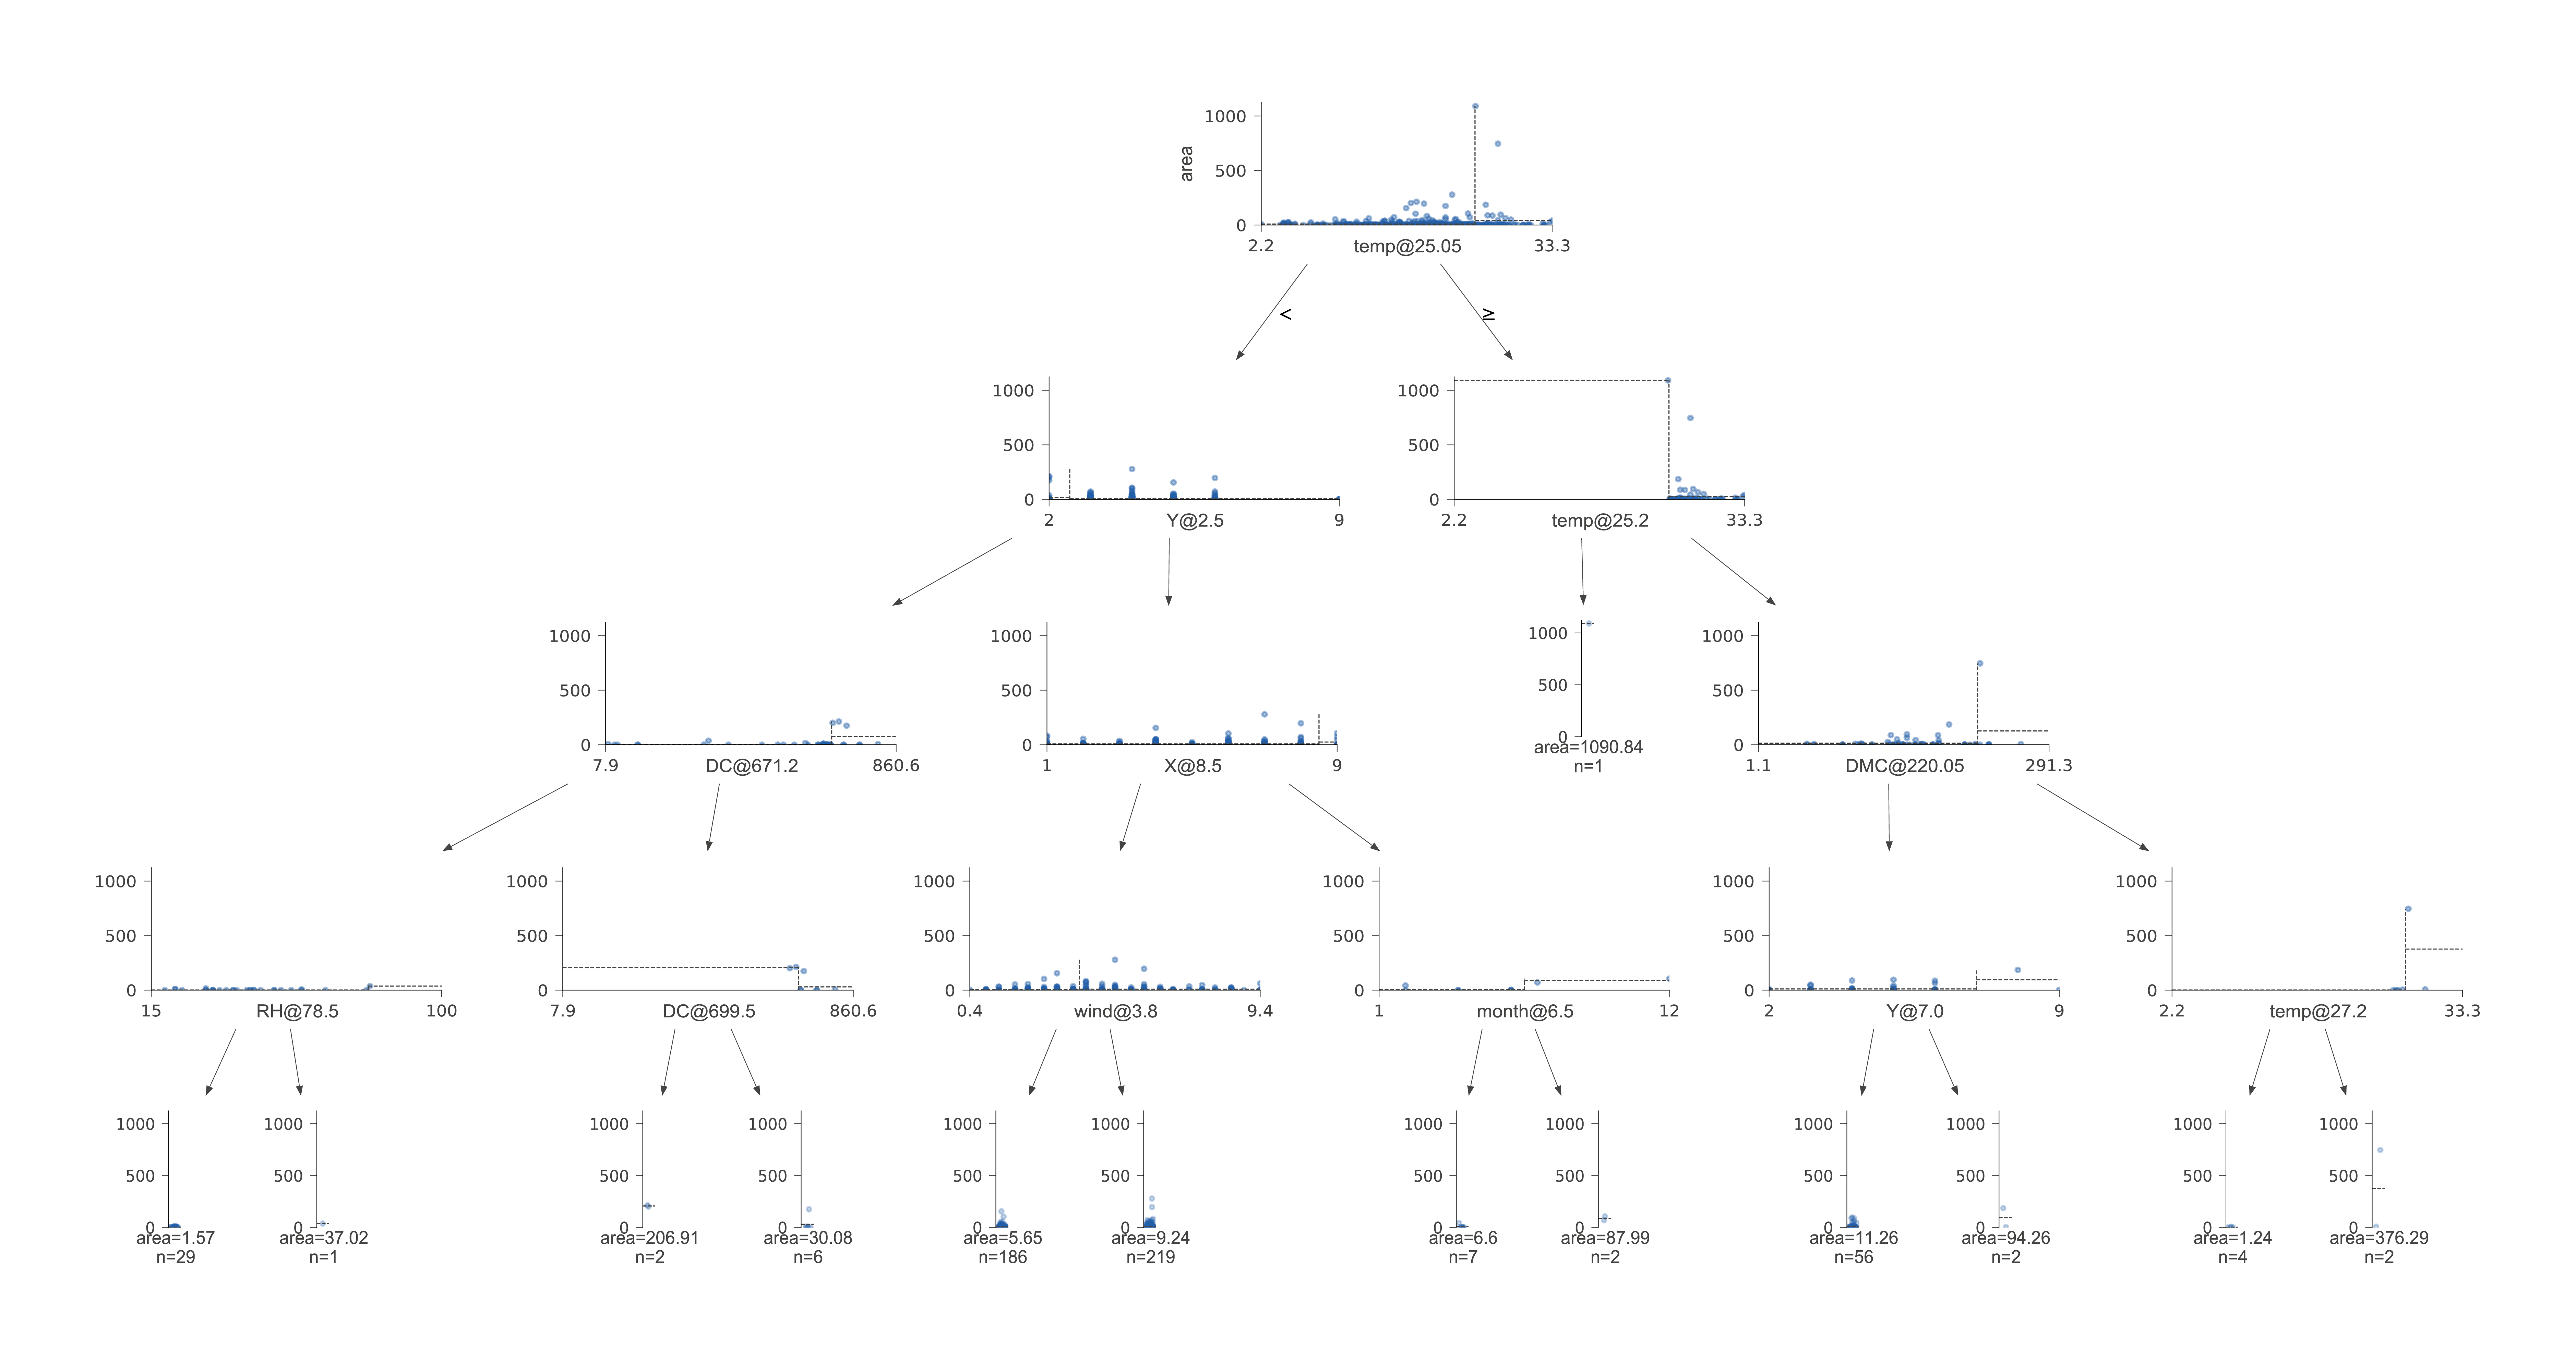 1000
area
500
0
2.2 temp@25.05 33.3
< ≥
1000 1000
500 500
0 0
2 Y@2.5 9 2.2 temp@25.2 33.3
1000 1000 1000 1000
500 500 500 500
0 0 0 0
7.9 DC@671.2 860.6 1 X@8.5 9 area=1090.84 1.1 DMC@220.05 291.3
n=1
1000 1000 1000 1000 1000 1000
500 500 500 500 500 500
0 0 0 0 0 0
15 RH@78.5 100 7.9 DC@699.5 860.6 0.4 wind@3.8 9.4 1 month@6.5 12 2 Y@7.0 9 2.2 temp@27.2 33.3
1000 1000 1000 1000 1000 1000 1000 1000 1000 1000 1000 1000
500 500 500 500 500 500 500 500 500 500 500 500
0 0 0 0 0 0 0 0 0 0 0 0
area=1.57 area=37.02 area=206.91 area=30.08 area=5.65 area=9.24 area=6.6 area=87.99 area=11.26 area=94.26 area=1.24 area=376.29
n=29 n=1 n=2 n=6 n=186 n=219 n=7 n=2 n=56 n=2 n=4 n=2